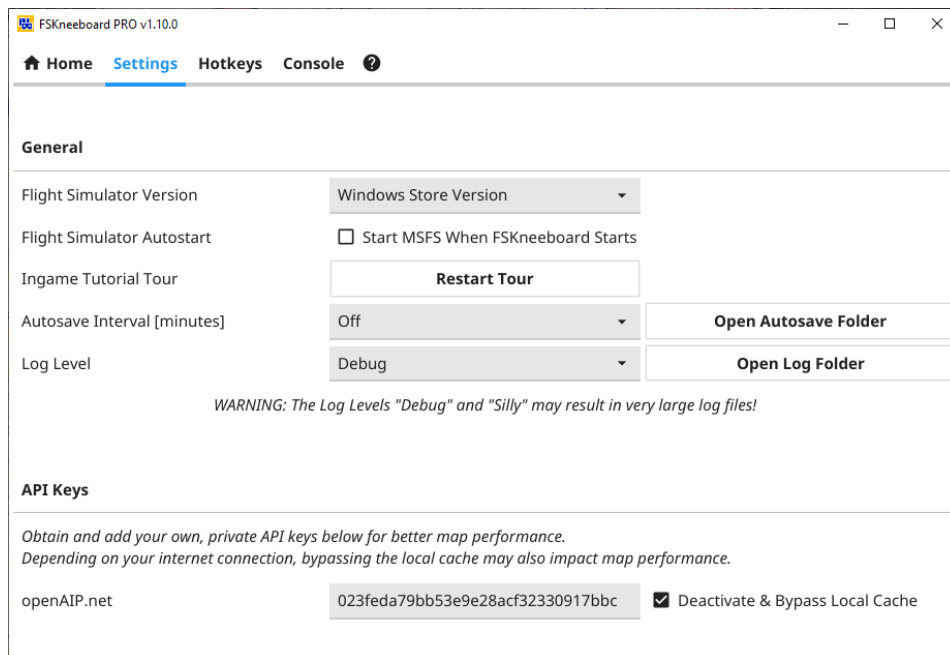 FSKneeboard PRO v1.10.0
Home Settings Hotkeys Console ?
General
Flight Simulator Version Windows Store Version
Flight Simulator Autostart Start MSFS When FSKneeboard Starts
Ingame Tutorial Tour Restart Tour
Autosave Interval [minutes] Off Open Autosave Folder
Log Level Debug Open Log Folder
WARNING: The Log Levels "Debug" and "Silly" may result in very large log files!
API Keys
Obtain and add your own, private API keys below for better map performance.
Depending on your internet connection, bypassing the local cache may also impact map performance.
openAIP.net 023feda79bb53e9e28acf32330917bbc Deactivate & Bypass Local Cache